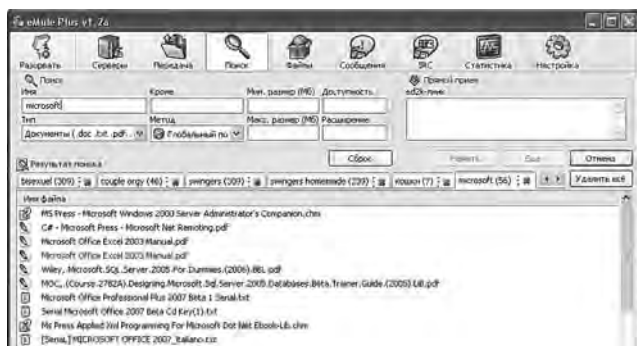 eMule Plus v1.2a
Разорвать Серверы Передача Поиск Файлы Сообщения IRC Статистика Настройка
Поиск Прямой прием
Имя Кроме Мин. размер (Мб) Доступность ed2k-линк
microsoft
Тип Метод Макс. размер (Мб) Расширение
Документы (.doc .txt .pdf... Глобальный по
Результат поиска Сброс Начать Еще Отмена
bisexuel (309) couple orgy (46) swingers (309) swingers homemade (239) кошки (7) microsoft (56) Удалить всё
Имя файла
MS Press - Microsoft Windows 2003 Server Administrator's Companion.chm
C# - Microsoft Press - Microsoft Net Remoting.pdf
Microsoft Office Excel 2003 Manual.pdf
Microsoft Office Excel 2003 Manual.pdf
Wiley, Microsoft.SQL.Server.2005 For Dummies.(2006).BBL.pdf
MOC,.(Course.2782A).Designing.Microsoft.Sql.Server.2005.Databases.Beta.Trainer.Guide.(2005).LiB.pdf
Microsoft Office Professional Plus 2007 Beta 1 Serial.txt
Serial Microsoft Office 2007 Beta Cd Key(1).txt
Ms Press Applied Xml Programming For Microsoft Dot Net Ebook-Lib.chm
[Serial,] MICROSOFT OFFICE 2007_Italiano.txt